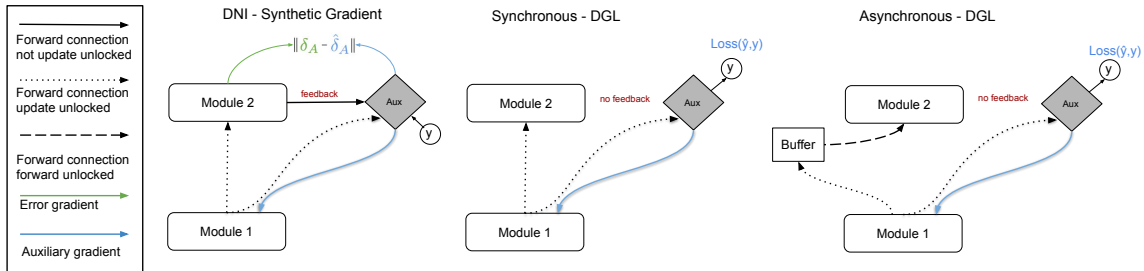 Forward connection
not update unlocked
Forward connection
update unlocked
Forward connection
forward unlocked
Error gradient
Auxiliary gradient
DNI - Synthetic Gradient
‖δ_A - δ̂_A‖
Module 2
feedback
Aux
y
Module 1
Synchronous - DGL
Loss(ŷ,y)
y
Module 2
no feedback
Aux
Module 1
Asynchronous - DGL
Loss(ŷ,y)
y
Module 2
no feedback
Aux
Buffer
Module 1